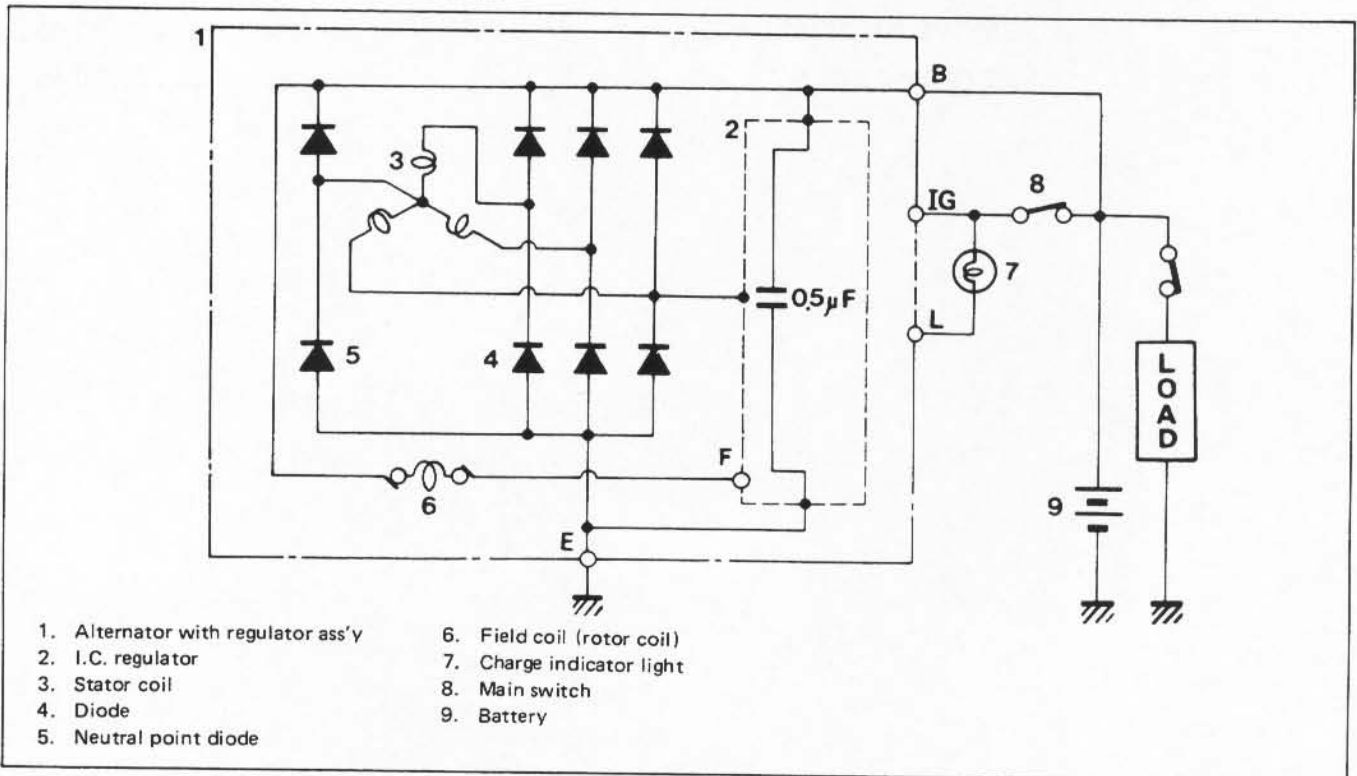 1
B
2
3
8
IG
7
0.5μF
L
5
4
LOAD
F
6
9
E
1. Alternator with regulator ass'y
2. I.C. regulator
3. Stator coil
4. Diode
5. Neutral point diode
6. Field coil (rotor coil)
7. Charge indicator light
8. Main switch
9. Battery